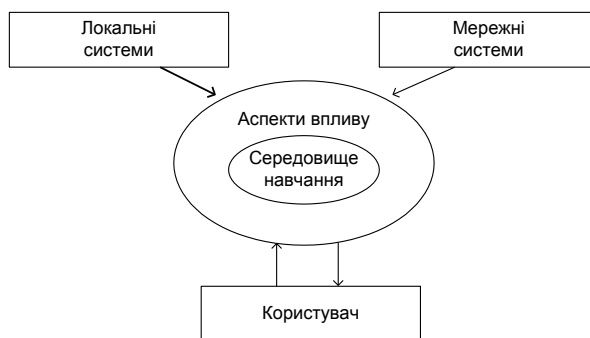 Локальні
системи
Мережні
системи
Аспекти впливу
Середовище
навчання
Користувач